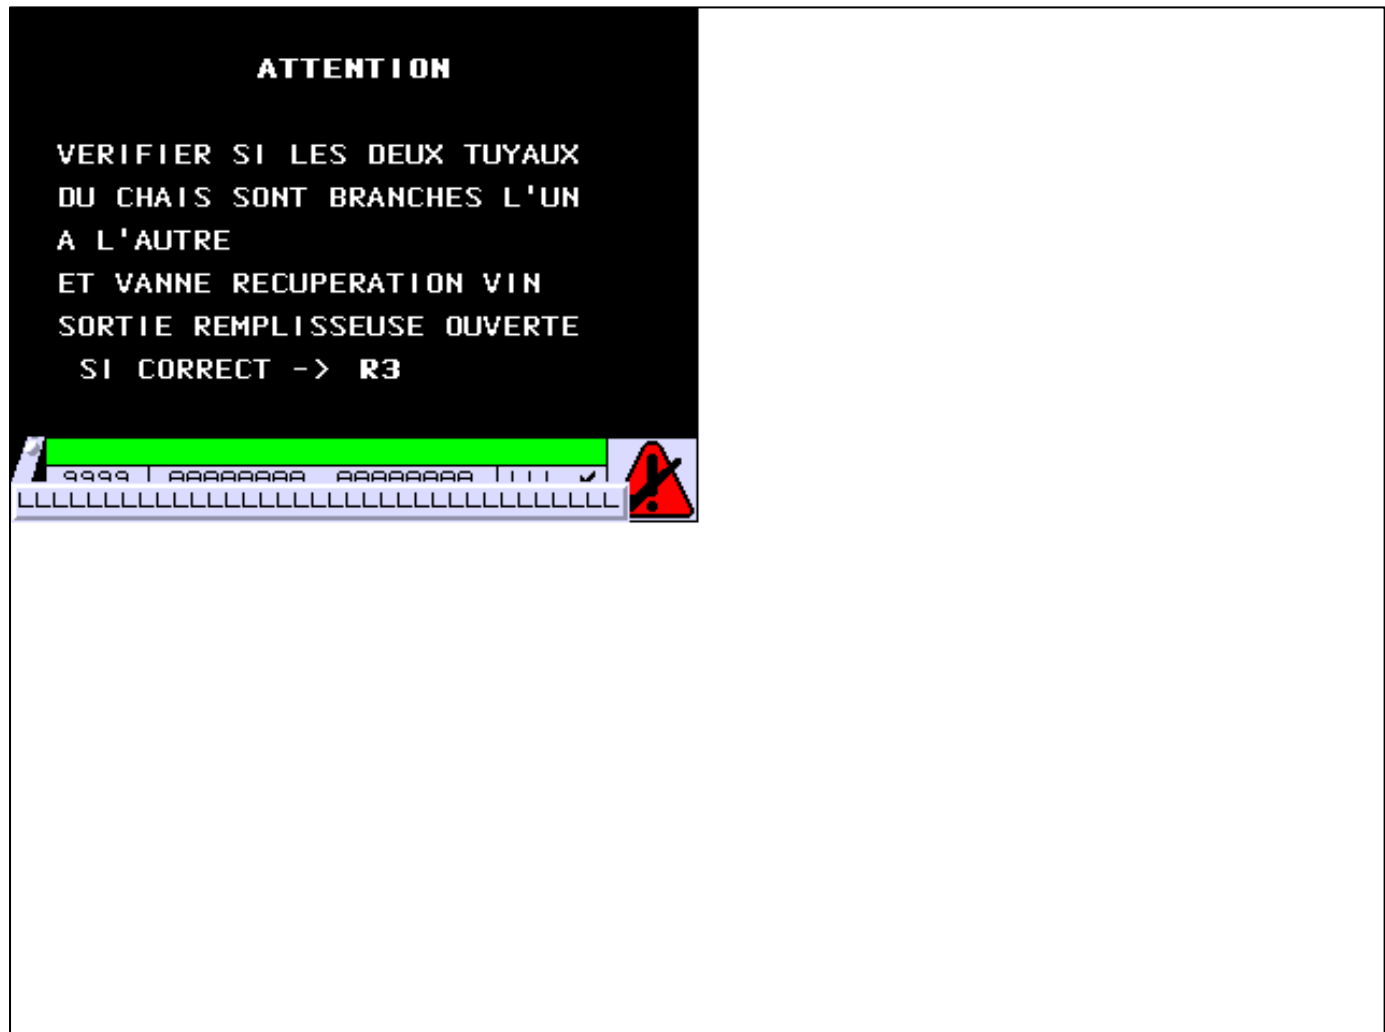 ATTENTION
VERIFIER SI LES DEUX TUYAUX
DU CHAIS SONT BRANCHES L'UN
A L'AUTRE
ET VANNE RECUPERATION VIN
SORTIE REMPLISSEUSE OUVERTE
SI CORRECT -> R3
LLLLLLLLLLLLLLLLLLLLLLLLLLLLLLLLLLL